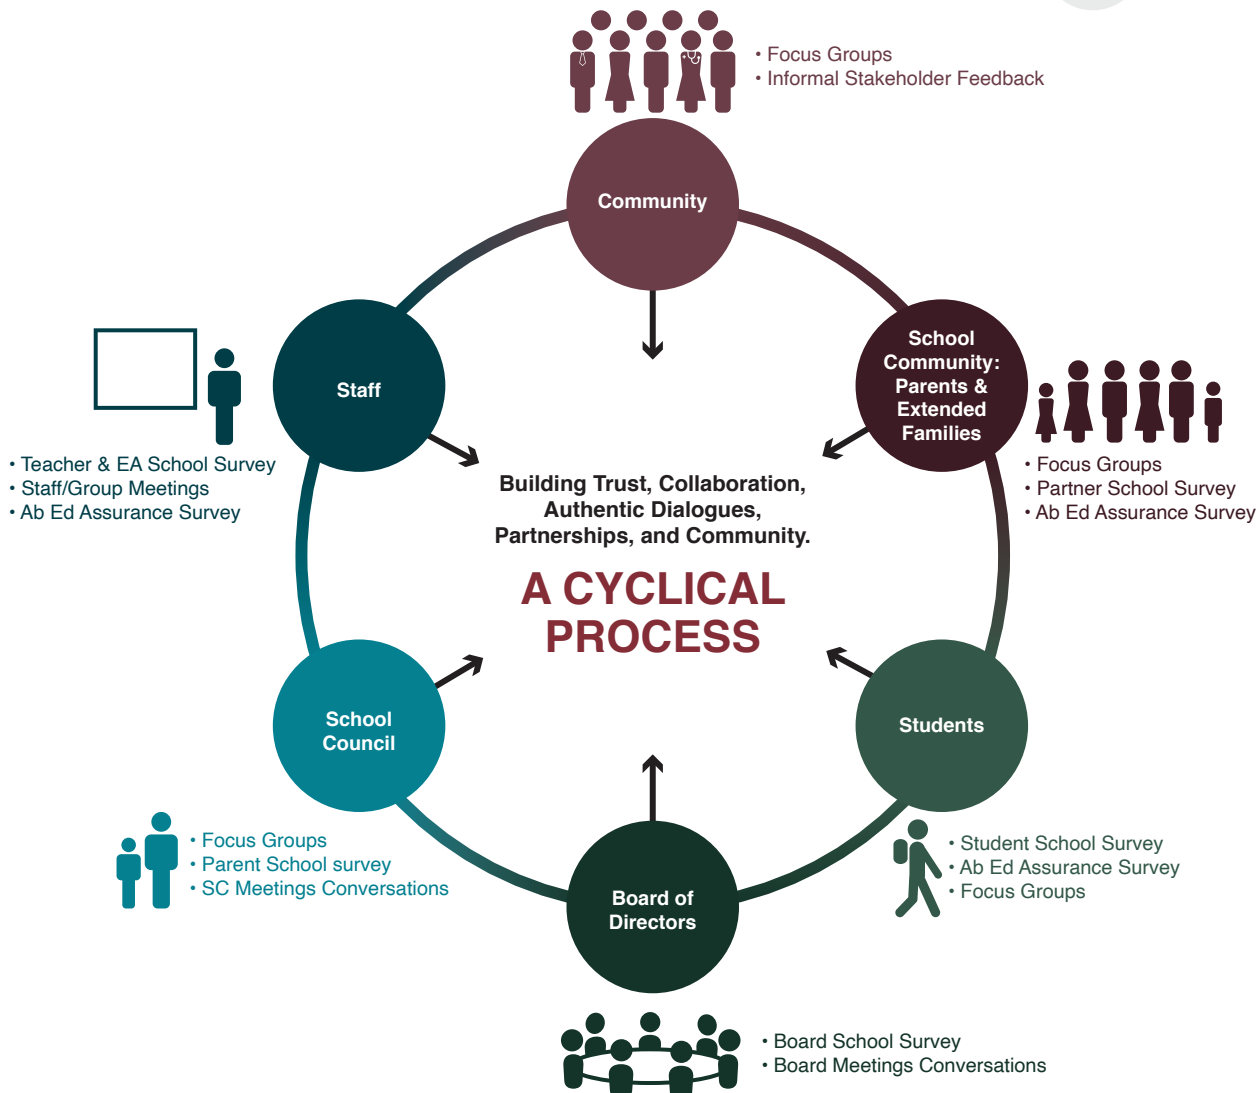 • Focus Groups
• Informal Stakeholder Feedback
Community
School
Community:
Parents &
Extended
Families
• Focus Groups
• Partner School Survey
• Ab Ed Assurance Survey
Staff
• Teacher & EA School Survey
• Staff/Group Meetings
• Ab Ed Assurance Survey
Building Trust, Collaboration,
Authentic Dialogues,
Partnerships, and Community.
A CYCLICAL
PROCESS
School
Council
• Focus Groups
• Parent School survey
• SC Meetings Conversations
Students
• Student School Survey
• Ab Ed Assurance Survey
• Focus Groups
Board of
Directors
• Board School Survey
• Board Meetings Conversations